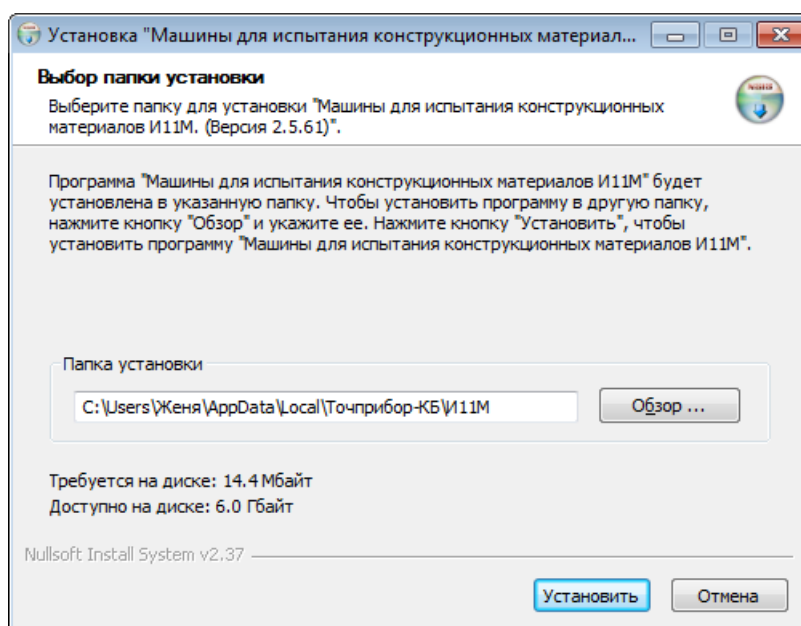 Установка "Машины для испытания конструкционных материал...
Выбор папки установки
Выберите папку для установки "Машины для испытания конструкционных
материалов И11М. (Версия 2.5.61)".
Программа "Машины для испытания конструкционных материалов И11М" будет
установлена в указанную папку. Чтобы установить программу в другую папку,
нажмите кнопку "Обзор" и укажите ее. Нажмите кнопку "Установить", чтобы
установить программу "Машины для испытания конструкционных материалов И11М".
Папка установки
C:\Users\Женя\AppData\Local\Точприбор-КБ\И11М
Обзор ...
Требуется на диске: 14.4 Мбайт
Доступно на диске: 6.0 Гбайт
Nullsoft Install System v2.37
Установить
Отмена